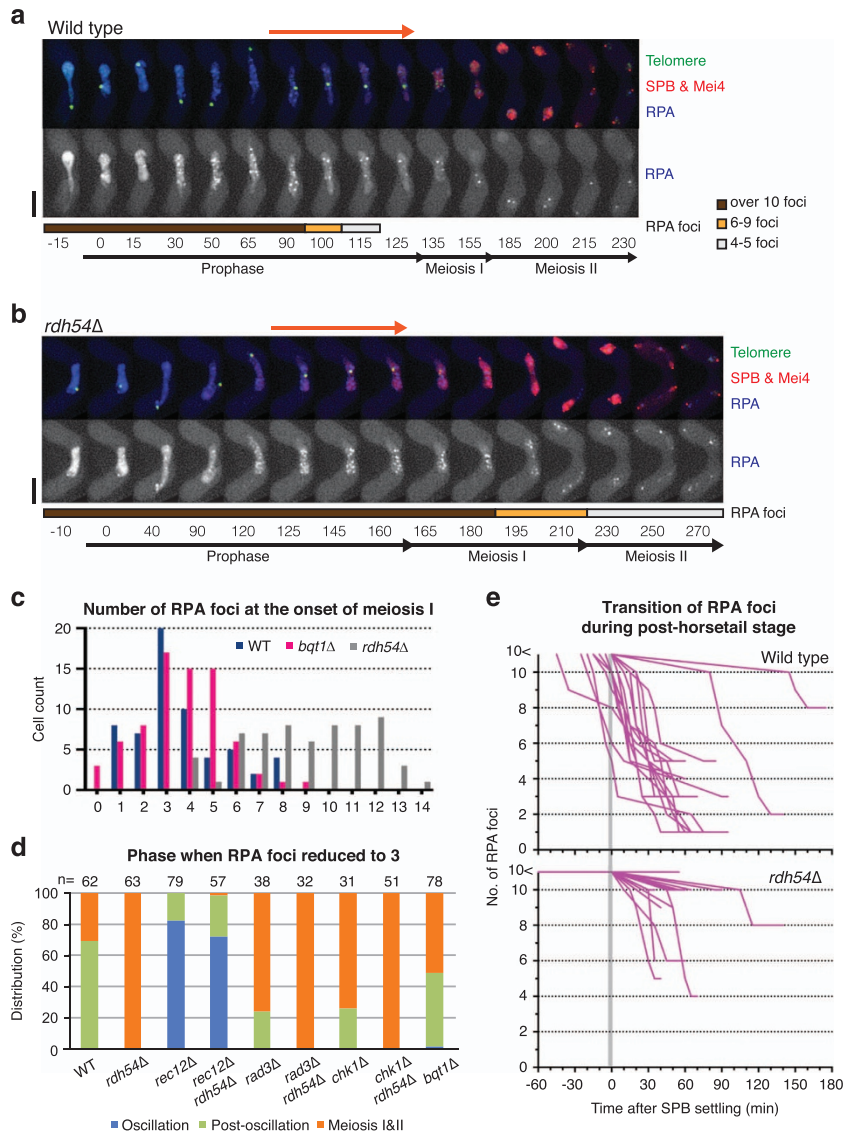 a
Wild type
Telomere
SPB & Mei4
RPA
RPA
over 10 foci
6-9 foci
4-5 foci
RPA foci
-15 0 15 30 50 65 90 100 115 125 135 155 185 200 215 230
Prophase Meiosis I Meiosis II
b
rdh54Δ
Telomere
SPB & Mei4
RPA
RPA
RPA foci
-10 0 40 90 120 125 145 160 165 180 195 210 230 250 270
Prophase Meiosis I Meiosis II
c
Number of RPA foci at the onset of meiosis I
WT bqt1Δ rdh54Δ
Cell count
20
15
10
5
0
0 1 2 3 4 5 6 7 8 9 10 11 12 13 14
d
Phase when RPA foci reduced to 3
n= 62 63 79 57 38 32 31 51 78
Distribution (%)
100
80
60
40
20
0
WT
rdh54Δ
rec12Δ
rec12Δ
rdh54Δ
rad3Δ
rad3Δ
rdh54Δ
chk1Δ
chk1Δ
rdh54Δ
bqt1Δ
Oscillation Post-oscillation Meiosis I&II
e
Transition of RPA foci
during post-horsetail stage
Wild type
10<
10
8
6
4
2
0
No. of RPA foci
rdh54Δ
10<
10
8
6
4
2
0
-60 -30 0 30 60 90 120 150 180
Time after SPB settling (min)